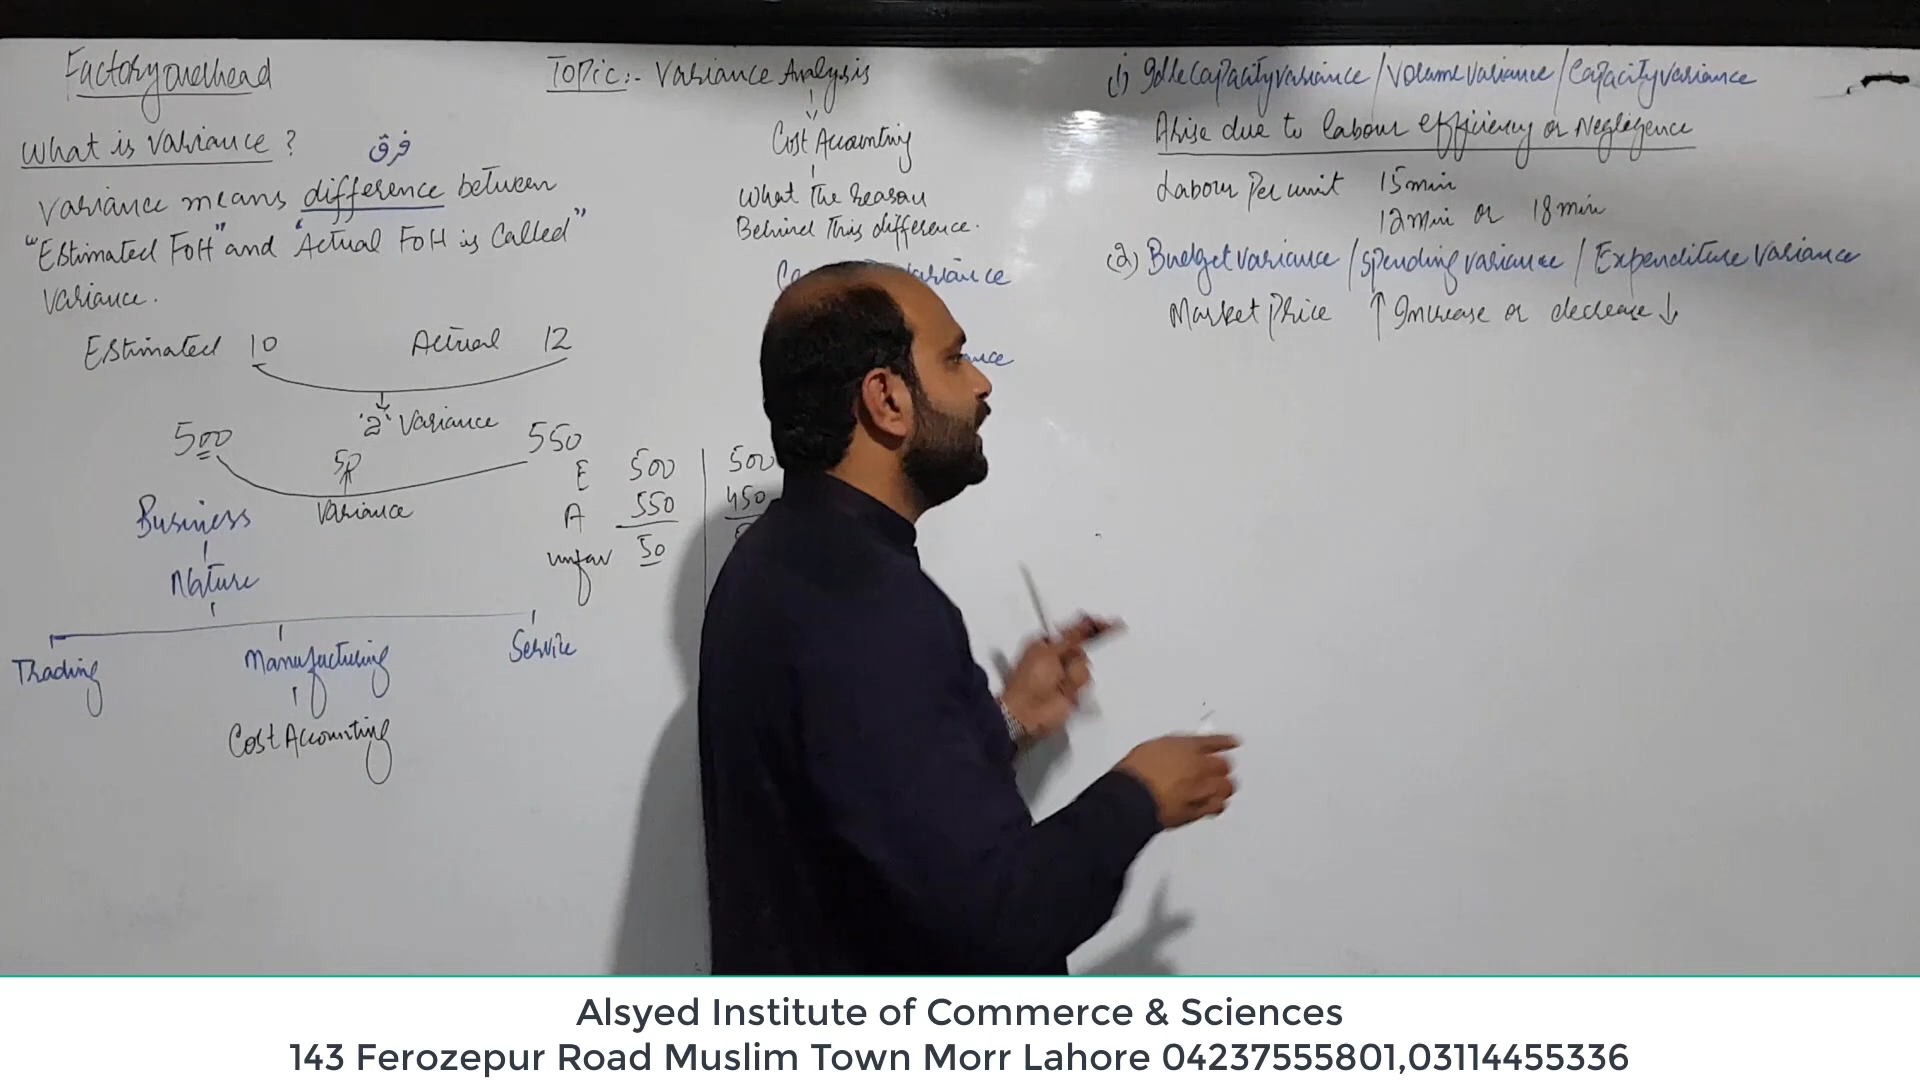 Factory overhead
What is variance ?
فرق
Variance means difference between
"Estimated FOH" and "Actual FOH is called"
Variance.
Estimated 10 Actual 12
"2" Variance
500 50 550
Variance
Business
Nature
Trading Manufacturing Service
Cost Accounting
E 500 500
A 550 450
unfav 50
Topic:- Variance Analysis
Cost Accounting
What the Reason
Behind This difference.
variance
(1) Idle Capacity variance / Volume variance / Capacity variance
Arise due to labour efficiency or Negligence
Labour Per unit 15 min
12 min or 18 min
(2) Budget variance / spending variance / Expenditure variance
Market Price ↑ Increase or decrease ↓
Alsyed Institute of Commerce & Sciences
143 Ferozepur Road Muslim Town Morr Lahore 04237555801,03114455336